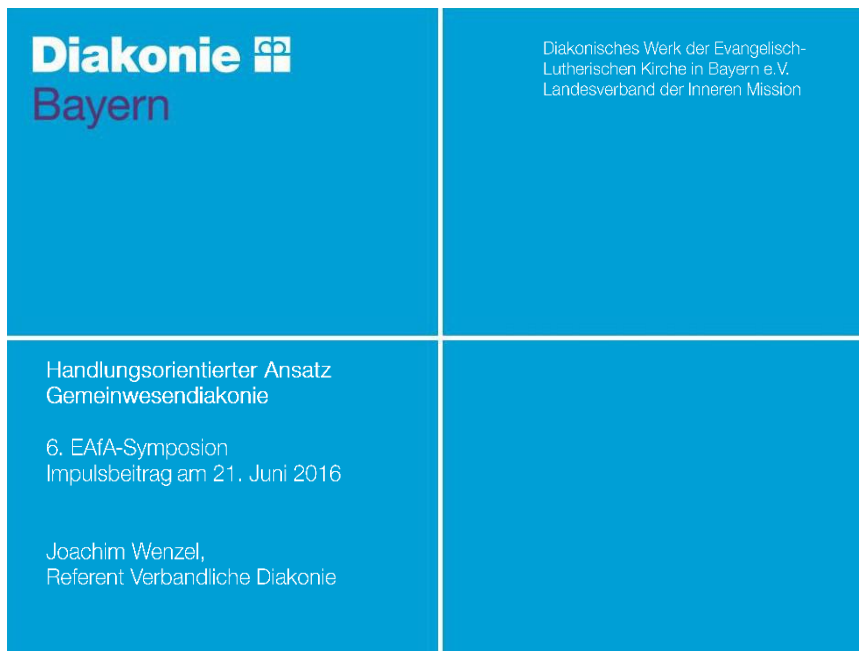 Diakonie
Bayern
Diakonisches Werk der Evangelisch-
Lutherischen Kirche in Bayern e.V.
Landesverband der Inneren Mission
Handlungsorientierter Ansatz
Gemeinwesendiakonie
6. EAfA-Symposion
Impulsbeitrag am 21. Juni 2016
Joachim Wenzel,
Referent Verbandliche Diakonie